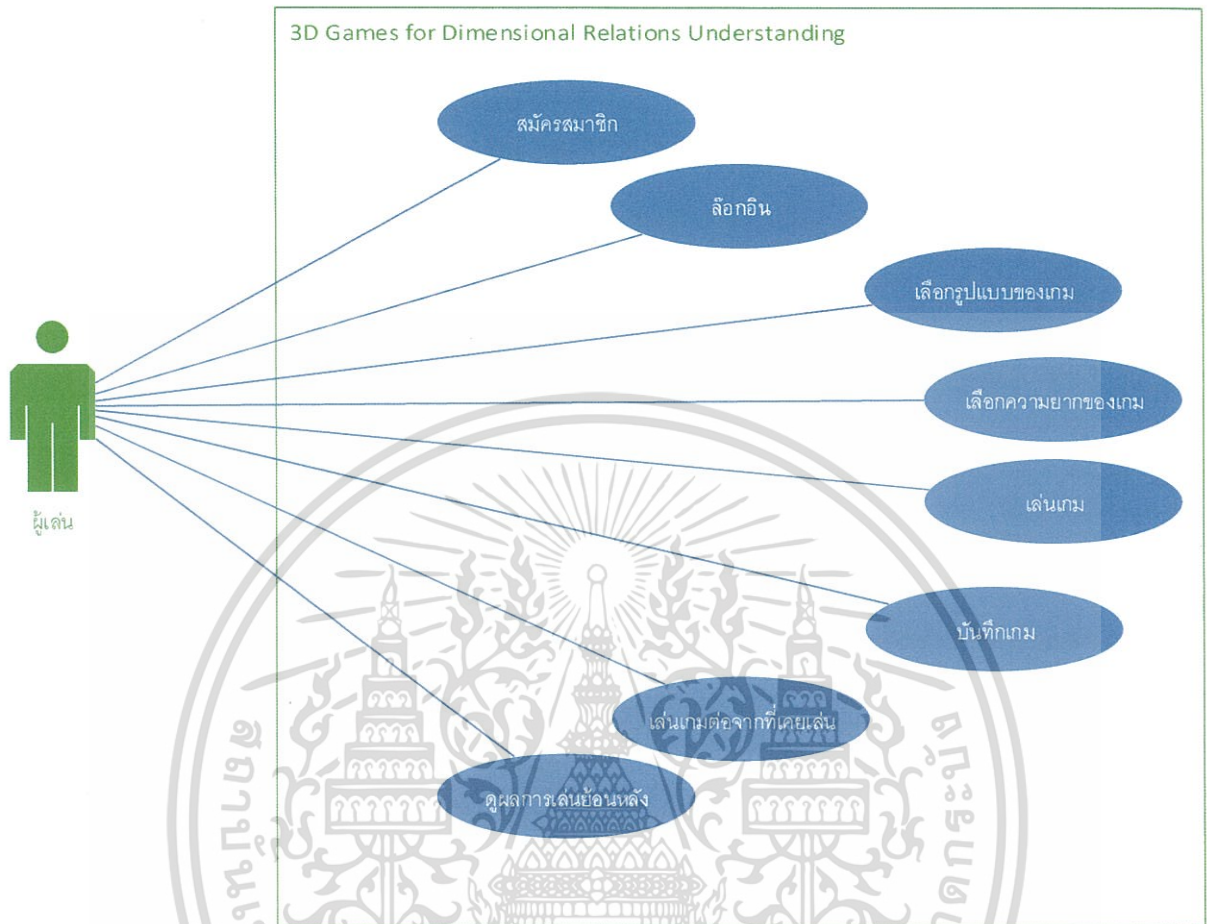 3D Games for Dimensional Relations Understanding
สมัครสมาชิก
ล๊อกอิน
เลือกรูปแบบของเกม
เลือกความยากของเกม
เล่นเกม
ผู้เล่น
บันทึกเกม
เล่นเกมต่อจากที่เคยเล่น
ดูผลการเล่นย้อนหลัง